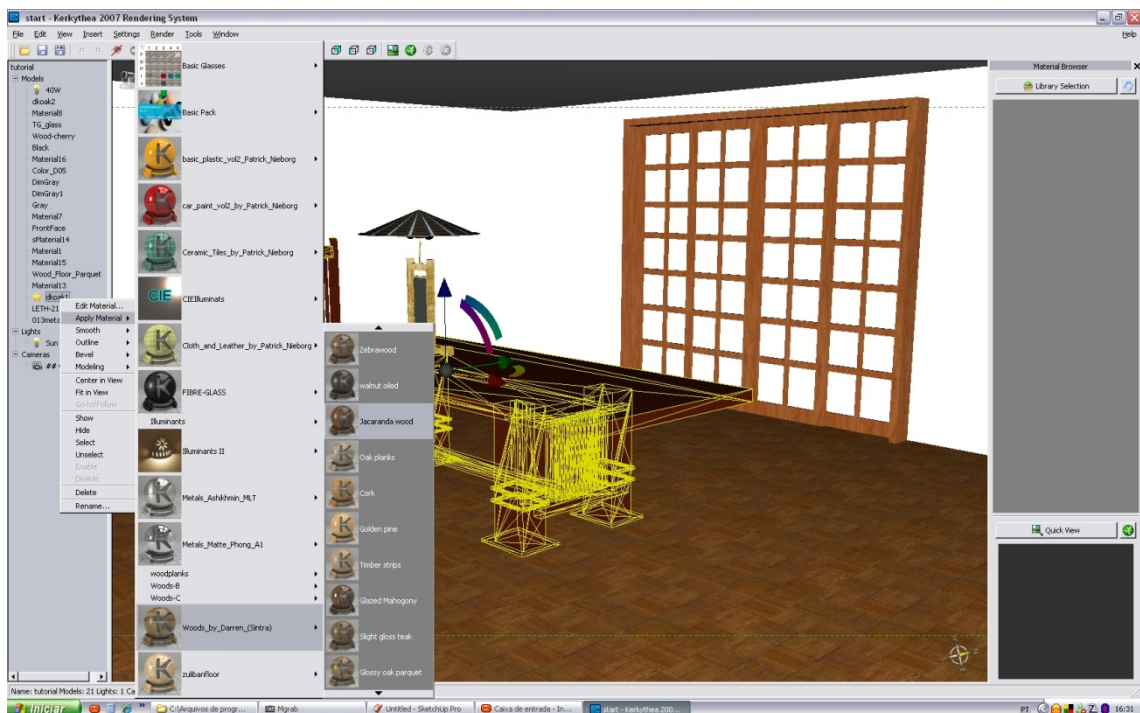 start - Kerkythea 2007 Rendering System
File Edit View Insert Settings Render Tools Window Help
tutorial
Models
40W
dkoak2
Material8
TG_glass
Wood-cherry
Black
Material16
Color_D05
DimGray
DimGray1
Gray
Material7
FrontFace
sMaterial14
Material1
Material15
Wood_Floor_Parquet
Material13
dkoak1
LETH-21
013meta
Lights
Sun
Cameras
##
Edit Material...
Apply Material
Smooth
Outline
Bevel
Modeling
Center in View
Fit in View
Go-to/Follow
Show
Hide
Select
Unselect
Enable
Disable
Delete
Rename...
Basic Glasses
Basic Pack
basic_plastic_vol2_Patrick_Nieborg
car_paint_vol2_by_Patrick_Nieborg
Ceramic_Tiles_by_Patrick_Nieborg
CIE
CIEIlluminats
Cloth_and_Leather_by_Patrick_Nieborg
FIBRE-GLASS
Illuminants
Illuminants II
Metals_Ashikhmin_MLT
Metals_Matte_Phong_A1
woodplanks
Woods-B
Woods-C
Woods_by_Darren_(Sintra)
zulibanfloor
Zebrawood
walnut oiled
Jacaranda wood
Oak planks
Cork
Golden pine
Timber strips
Glazed Mahogony
Slight gloss teak
Glossy oak parquet
Material Browser
Library Selection
Quick View
Name: tutorial Models: 21 Lights: 1 Ca
Iniciar
C:\Arquivos de progr...
Mgrab
Untitled - SketchUp Pro
Caixa de entrada - In...
start - Kerkythea 200...
PT
16:31